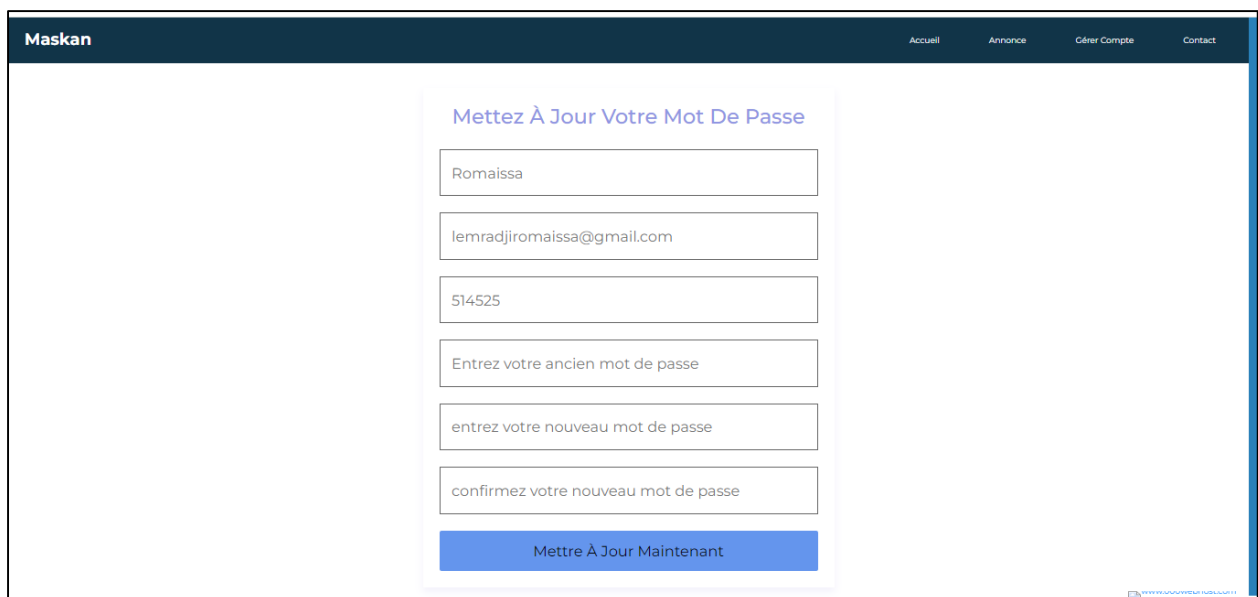 Maskan
Accueil Annonce Gérer Compte Contact
Mettez À Jour Votre Mot De Passe
Romaissa
lemradjiromaissa@gmail.com
514525
Entrez votre ancien mot de passe
entrez votre nouveau mot de passe
confirmez votre nouveau mot de passe
Mettre À Jour Maintenant